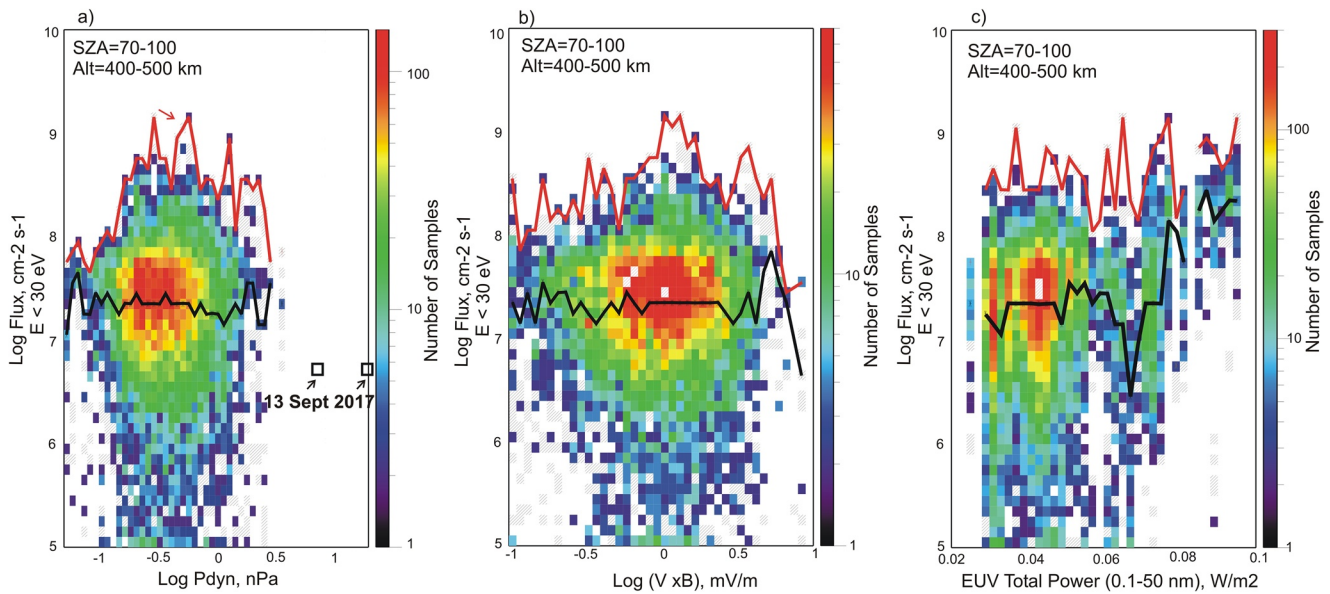 a)
SZA=70-100
Alt=400-500 km
10
9
8
7
6
5
Log Flux, cm-2 s-1
E < 30 eV
-1
-0.5
0
0.5
1
Log Pdyn, nPa
13 Sept 2017
100
10
1
Number of Samples
b)
SZA=70-100
Alt=400-500 km
10
9
8
7
6
5
Log Flux, cm-2 s-1
E < 30 eV
-1
-0.5
0
0.5
1
Log (V xB), mV/m
10
1
Number of Samples
c)
SZA=70-100
Alt=400-500 km
10
9
8
7
6
5
Log Flux, cm-2 s-1
E < 30 eV
0.02
0.04
0.06
0.08
0.1
EUV Total Power (0.1-50 nm), W/m2
100
10
1
Number of Samples